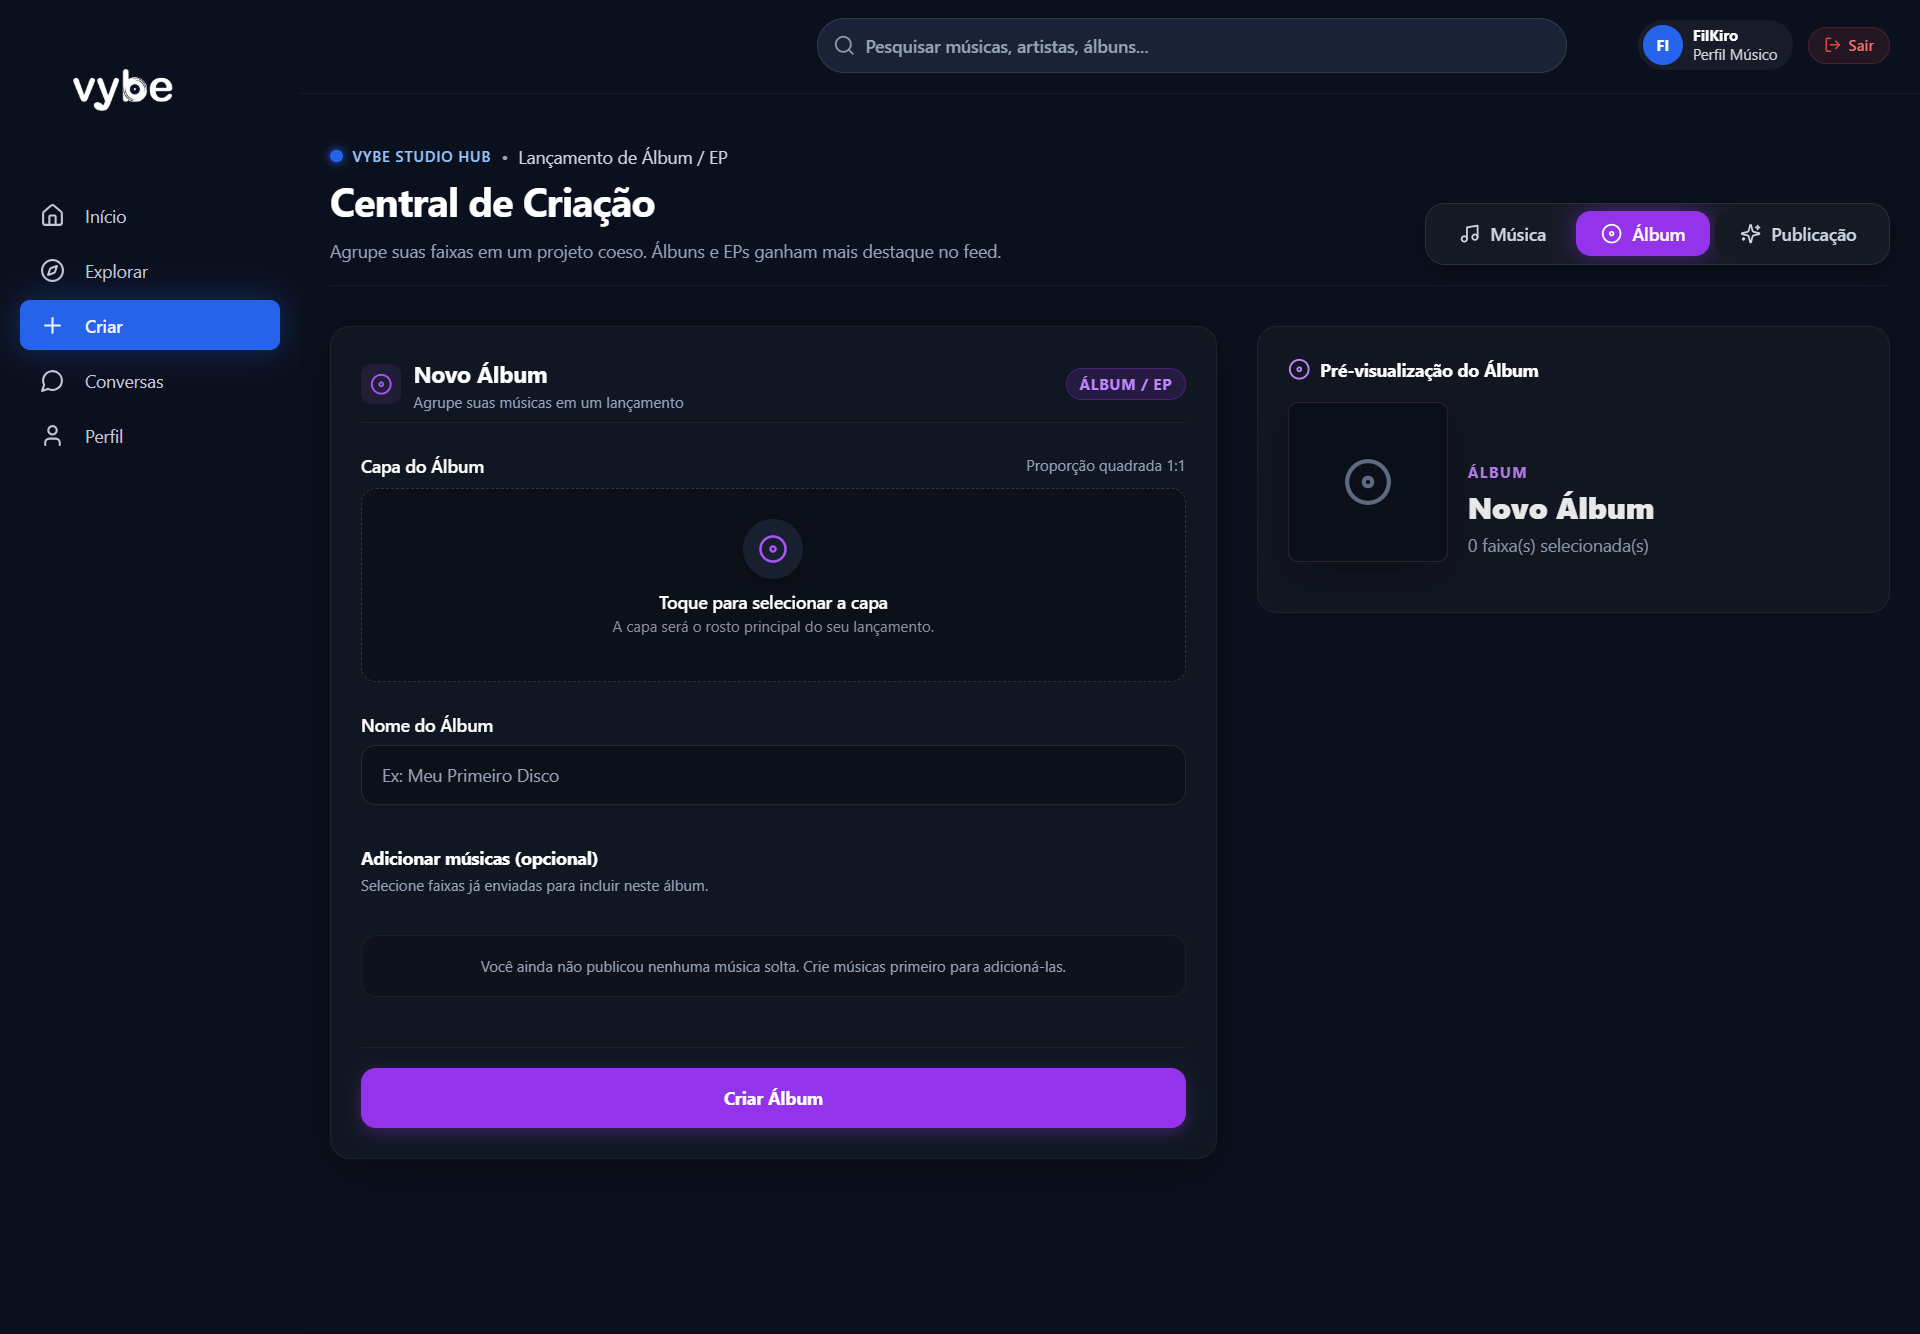 Pesquisar músicas, artistas, álbuns...
FI
FilKiro
Perfil Músico
Sair
vybe
Início
Explorar
Criar
Conversas
Perfil
VYBE STUDIO HUB • Lançamento de Álbum / EP
Central de Criação
Agrupe suas faixas em um projeto coeso. Álbuns e EPs ganham mais destaque no feed.
Música
Álbum
Publicação
Novo Álbum
Agrupe suas músicas em um lançamento
ÁLBUM / EP
Capa do Álbum
Proporção quadrada 1:1
Toque para selecionar a capa
A capa será o rosto principal do seu lançamento.
Nome do Álbum
Ex: Meu Primeiro Disco
Adicionar músicas (opcional)
Selecione faixas já enviadas para incluir neste álbum.
Você ainda não publicou nenhuma música solta. Crie músicas primeiro para adicioná-las.
Criar Álbum
Pré-visualização do Álbum
ÁLBUM
Novo Álbum
0 faixa(s) selecionada(s)